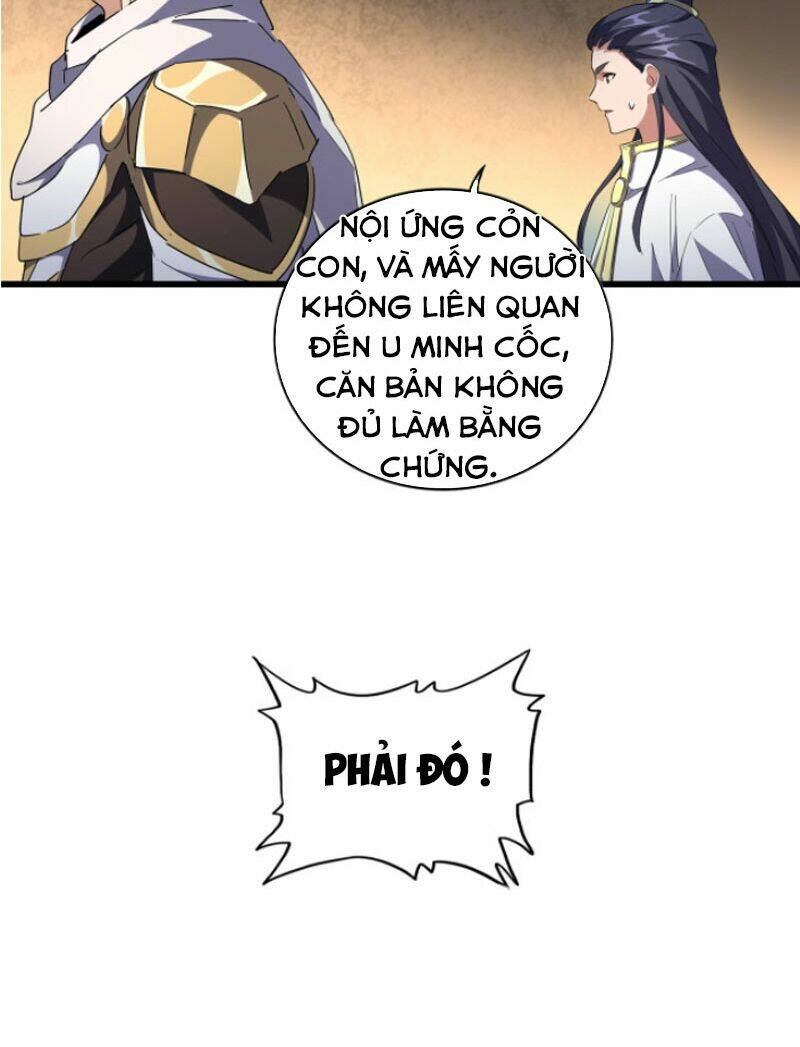 NỘI ỨNG CỎN
CON, VÀ MẤY NGƯỜI
KHÔNG LIÊN QUAN
ĐẾN U MINH CỐC,
CĂN BẢN KHÔNG
ĐỦ LÀM BẰNG
CHỨNG.
PHẢI ĐÓ !